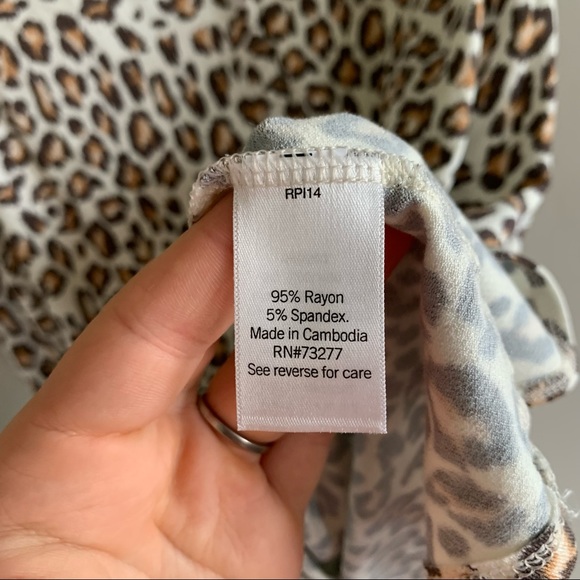 RPI14
95% Rayon
5% Spandex.
Made in Cambodia
RN#73277
See reverse for care